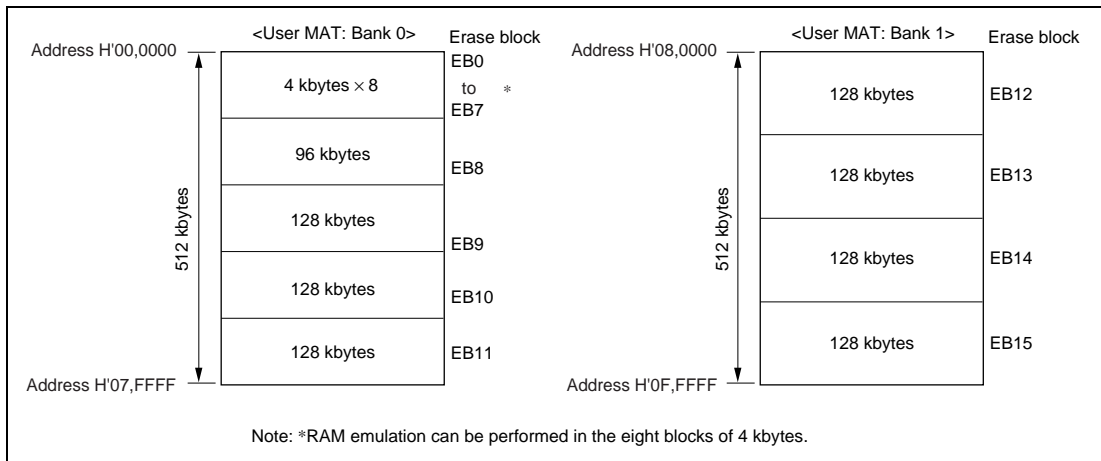 <User MAT: Bank 0> Erase block
Address H'00,0000
EB0
4 kbytes × 8 to *
EB7
96 kbytes
EB8
128 kbytes
EB9
128 kbytes
EB10
128 kbytes
EB11
512 kbytes
Address H'07,FFFF
<User MAT: Bank 1> Erase block
Address H'08,0000
128 kbytes EB12
128 kbytes EB13
128 kbytes EB14
128 kbytes EB15
512 kbytes
Address H'0F,FFFF
Note: *RAM emulation can be performed in the eight blocks of 4 kbytes.